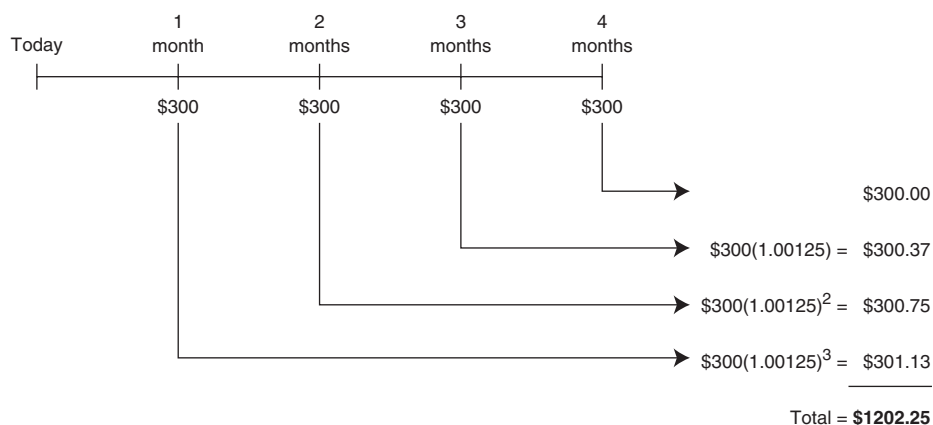 1 2 3 4
Today month months months months
$300 $300 $300 $300
$300.00
$300(1.00125) = $300.37
$300(1.00125)² = $300.75
$300(1.00125)³ = $301.13
Total = $1202.25